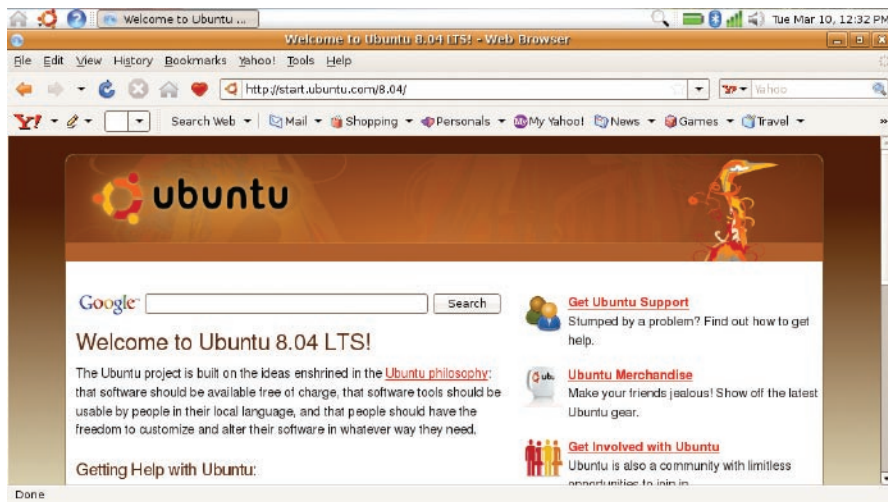 Welcome to Ubuntu ...
Tue Mar 10, 12:32 PM
Welcome to Ubuntu 8.04 LTS! - Web Browser
File Edit View History Bookmarks Yahoo! Tools Help
http://start.ubuntu.com/8.04/
Yahoo
Y! Search Web Mail Shopping Personals My Yahoo! News Games Travel »
ubuntu
Google Search
Welcome to Ubuntu 8.04 LTS!
The Ubuntu project is built on the ideas enshrined in the Ubuntu philosophy:
that software should be available free of charge, that software tools should be
usable by people in their local language, and that people should have the
freedom to customize and alter their software in whatever way they need.
Getting Help with Ubuntu:
Get Ubuntu Support
Stumped by a problem? Find out how to get
help.
ubu
Ubuntu Merchandise
Make your friends jealous! Show off the latest
Ubuntu gear.
Get Involved with Ubuntu
Ubuntu is also a community with limitless
opportunities to join in
Done